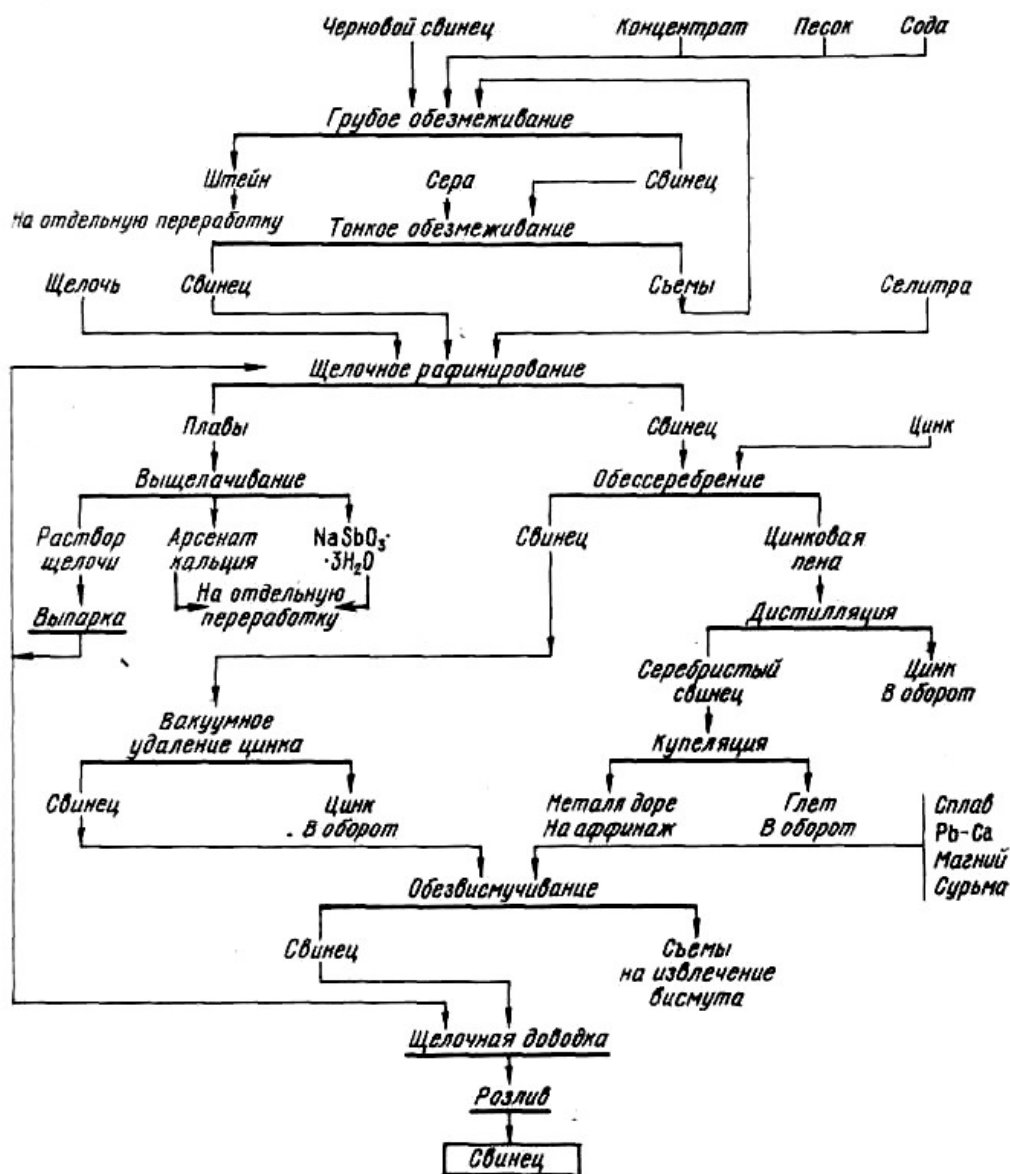 Черновой свинец Концентрат Песок Сода
Грубое обезмеживание
Штейн Сера Свинец
На отдельную переработку
Тонкое обезмеживание
Щелочь Свинец Съемы Селитра
Щелочное рафинирование
Плавы Свинец Цинк
Выщелачивание Обессеребрение
Раствор Арсенат NaSbO₃· Свинец Цинковая
щелочи кальция ·3H₂O пена
На отдельную
переработку
Выпарка Дистилляция
Серебристый Цинк
свинец В оборот
Вакуумное
удаление цинка Купеляция
Свинец Цинк Металл доре Глет Сплав
В оборот На аффинаж В оборот Pb-Ca
Магний
Обезвисмучивание Сурьма
Свинец Съемы
на извлечение
висмута
Щелочная доводка
Розлив
Свинец